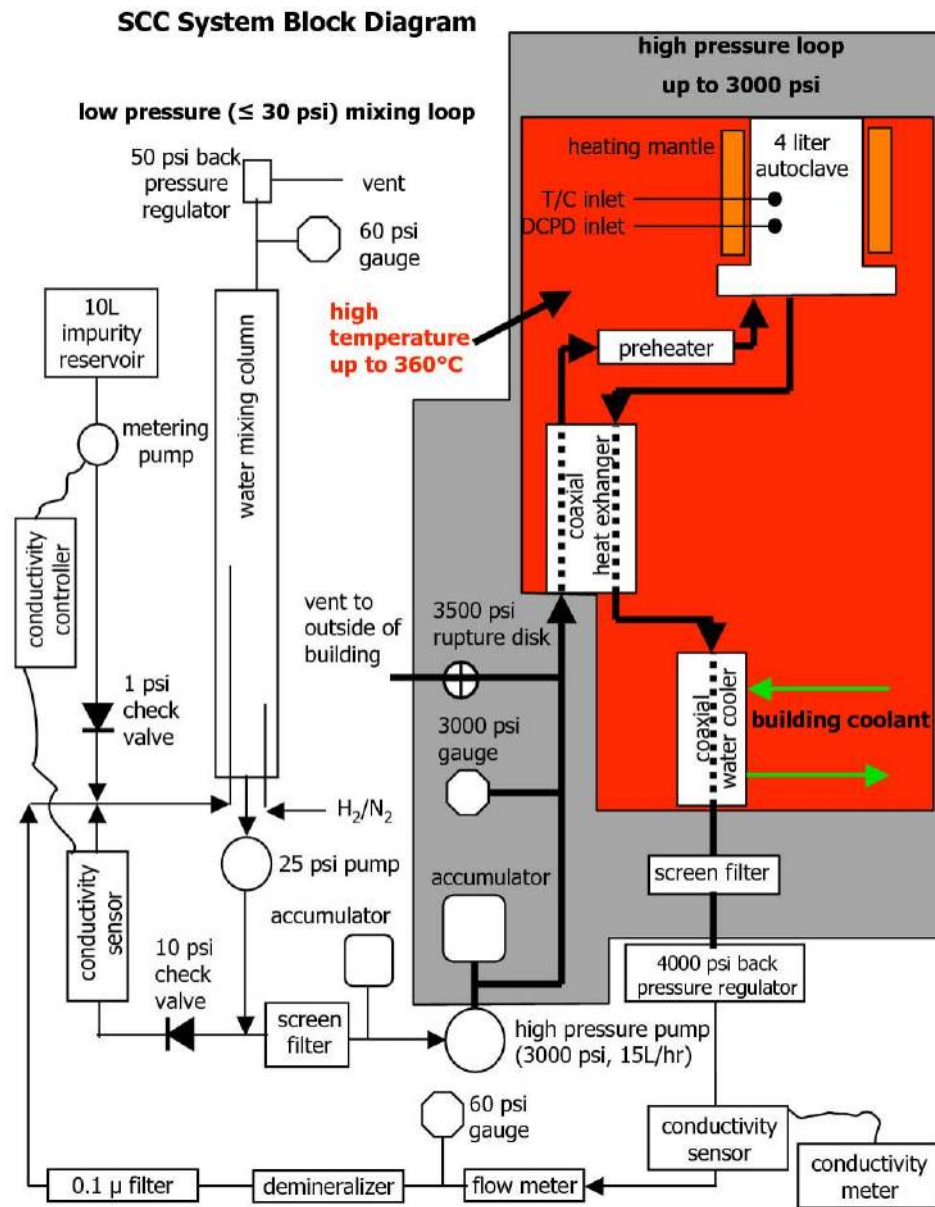 SCC System Block Diagram
high pressure loop
up to 3000 psi
low pressure (≤ 30 psi) mixing loop
50 psi back
pressure
regulator
vent
60 psi
gauge
heating mantle
4 liter
autoclave
T/C inlet
DCPD inlet
10L
impurity
reservoir
high
temperature
up to 360°C
preheater
metering
pump
water mixing column
coaxial
heat exhanger
conductivity
controller
vent to
outside of
building
3500 psi
rupture disk
1 psi
check
valve
3000 psi
gauge
coaxial
water cooler
building coolant
H₂/N₂
25 psi pump
conductivity
sensor
accumulator
accumulator
screen filter
10 psi
check
valve
screen
filter
4000 psi back
pressure regulator
high pressure pump
(3000 psi, 15L/hr)
60 psi
gauge
conductivity
sensor
conductivity
meter
0.1 μ filter
demineralizer
flow meter